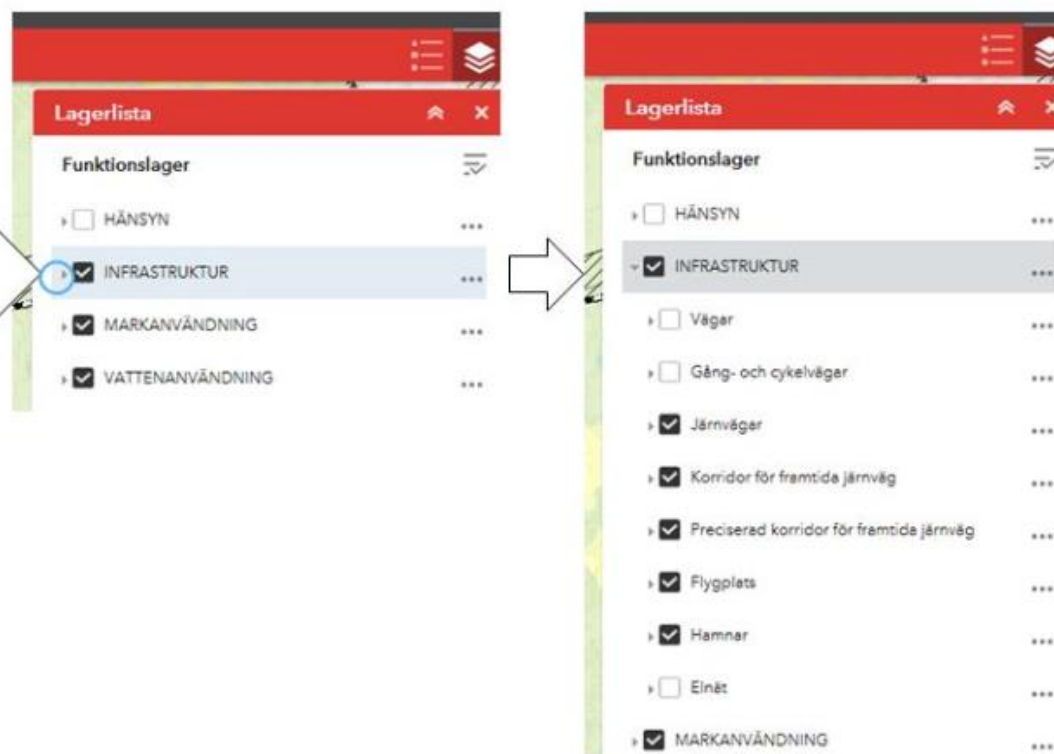 Lagerlista
Funktionslager
HÄNSYN
INFRASTRUKTUR
MARKANVÄNDNING
VATTENANVÄNDNING
Lagerlista
Funktionslager
HÄNSYN
INFRASTRUKTUR
Vägar
Gång- och cykelvägar
Järnvägar
Korridor för framtida järnväg
Preciserad korridor för framtida järnväg
Flygplats
Hamnar
Elnät
MARKANVÄNDNING